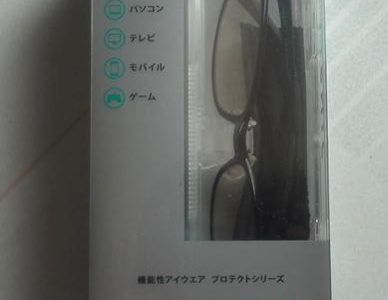 パソコン
テレビ
モバイル
ゲーム
機能性アイウエア プロテクトシリーズ